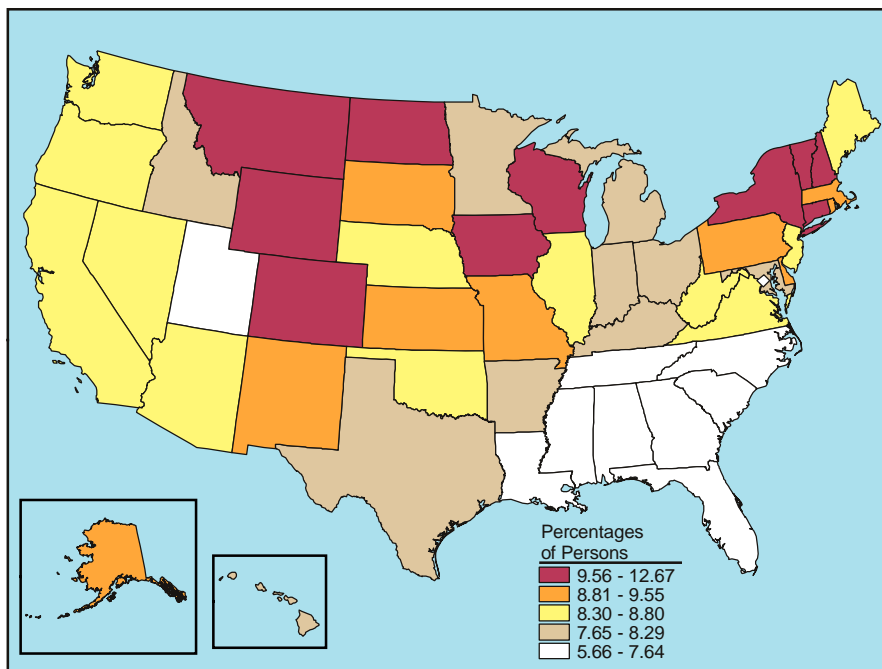 Percentages
of Persons
9.56 - 12.67
8.81 - 9.55
8.30 - 8.80
7.65 - 8.29
5.66 - 7.64